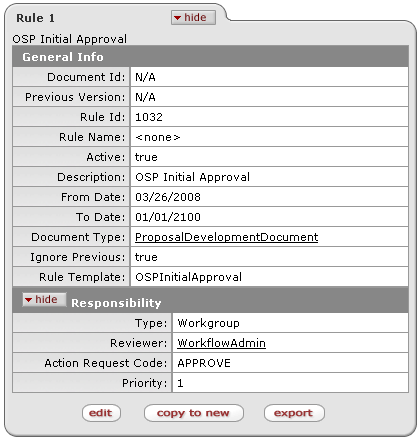 Rule 1 hide
OSP Initial Approval
General Info
Document Id: N/A
Previous Version: N/A
Rule Id: 1032
Rule Name: <none>
Active: true
Description: OSP Initial Approval
From Date: 03/26/2008
To Date: 01/01/2100
Document Type: ProposalDevelopmentDocument
Ignore Previous: true
Rule Template: OSPInitialApproval
hide Responsibility
Type: Workgroup
Reviewer: WorkflowAdmin
Action Request Code: APPROVE
Priority: 1
edit copy to new export